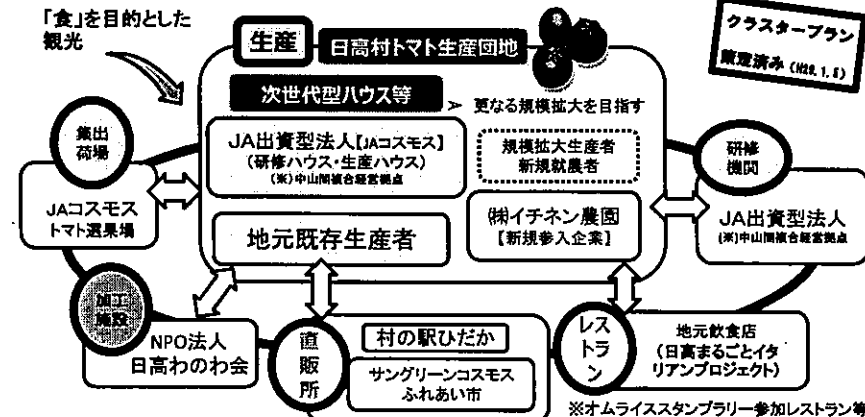 「食」を目的とした
観光
生産
日高村トマト生産団地
クラスタープラン
策定済み（H29.1.5）
次世代型ハウス等
➢ 更なる規模拡大を目指す
集出
荷場
JAコスモス
トマト選果場
JA出資型法人【JAコスモス】
（研修ハウス・生産ハウス）
（※）中山間複合経営拠点
規模拡大生産者
新規就農者
研修
機関
JA出資型法人
（※）中山間複合経営拠点
地元既存生産者
㈱イチネン農園
【新規参入企業】
加工
施設
NPO法人
日高わのわ会
直
販
所
村の駅ひだか
サングリーンコスモス
ふれあい市
レ
スト
ラン
地元飲食店
（日高まるごとイタ
リアンプロジェクト）
※オムライススタンプラリー参加レストラン等